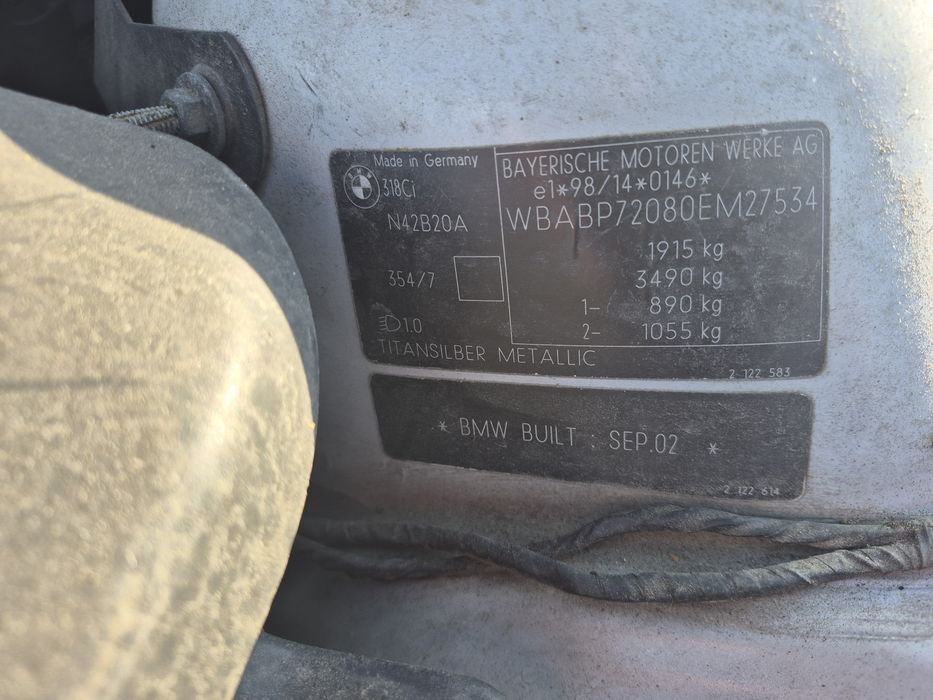 Made in Germany
BMW
318Ci
N42B20A
354/7
1.0
TITANSILBER METALLIC
BAYERISCHE MOTOREN WERKE AG
e1*98/14*0146*
WBABP72080EM27534
1915 kg
3490 kg
1- 890 kg
2- 1055 kg
2 122 583
* BMW BUILT : SEP.02 *
2 122 614